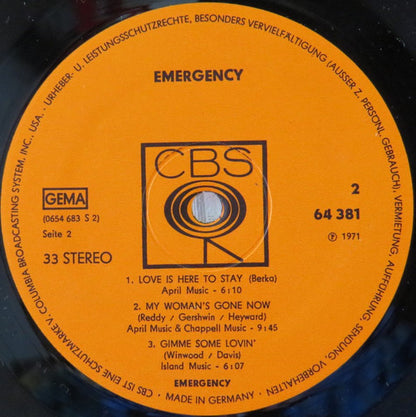 EMERGENCY
CBS
GEMA
(0654 683 S 2)
Seite 2
33 STEREO
2
64 381
Ⓟ 1971
1. LOVE IS HERE TO STAY (Berka)
April Music - 6:10
2. MY WOMAN'S GONE NOW
(Reddy / Gershwin / Heyward)
April Music & Chappell Music - 9:45
3. GIMME SOME LOVIN'
(Winwood / Davis)
Island Music - 6:07
EMERGENCY
CBS IST EINE SCHUTZMARKE V. COLUMBIA BROADCASTING SYSTEM, INC., USA. · URHEBER- U. LEISTUNGSSCHUTZRECHTE, BESONDERS VERVIELFÄLTIGUNG (AUSSER Z. PERSONL. GEBRAUCH), VERMIETUNG, AUFFÜHRUNG, SENDUNG, VORBEHALTEN · MADE IN GERMANY ·